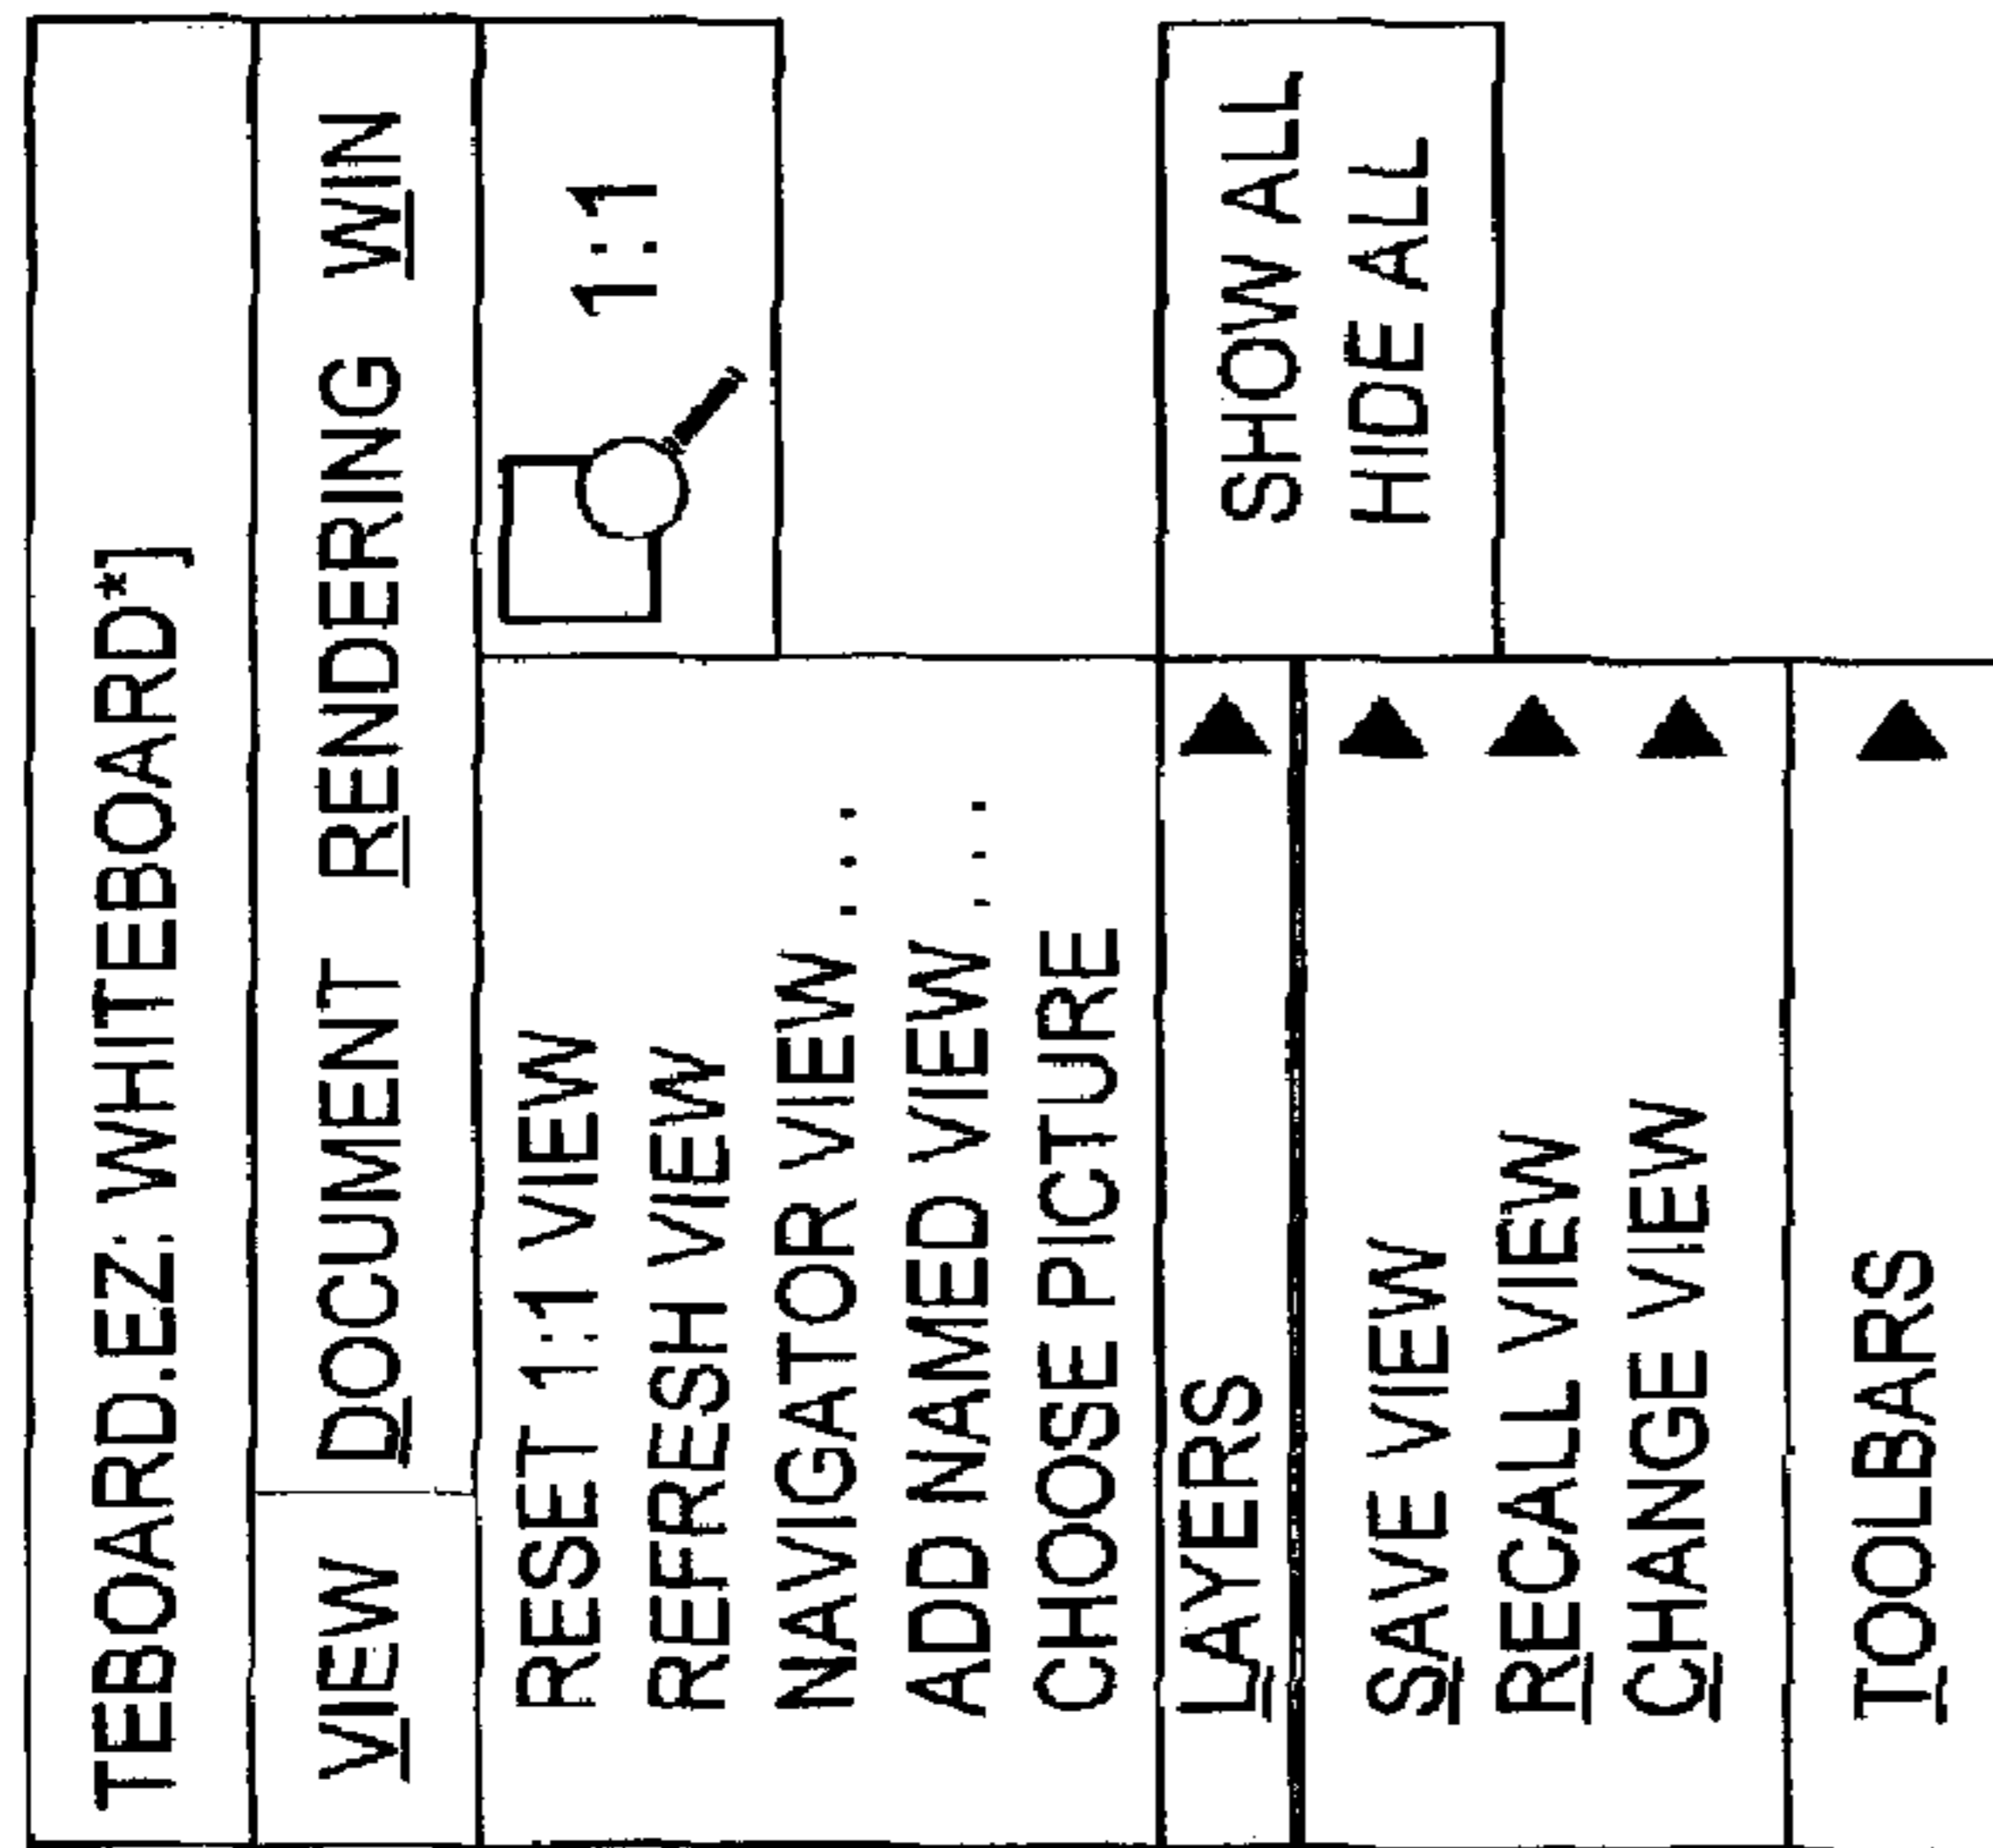 TEBOARD.EZ: WHITEBOARD*]
VIEW DOCUMENT RENDERING WIN
1:1
RESET 1:1 VIEW
REFRESH VIEW
NAVIGATOR VIEW...
ADD NAMED VIEW...
CHOOSE PICTURE
LAYERS
SHOW ALL
HIDE ALL
SAVE VIEW
RECALL VIEW
CHANGE VIEW
TOOLBARS